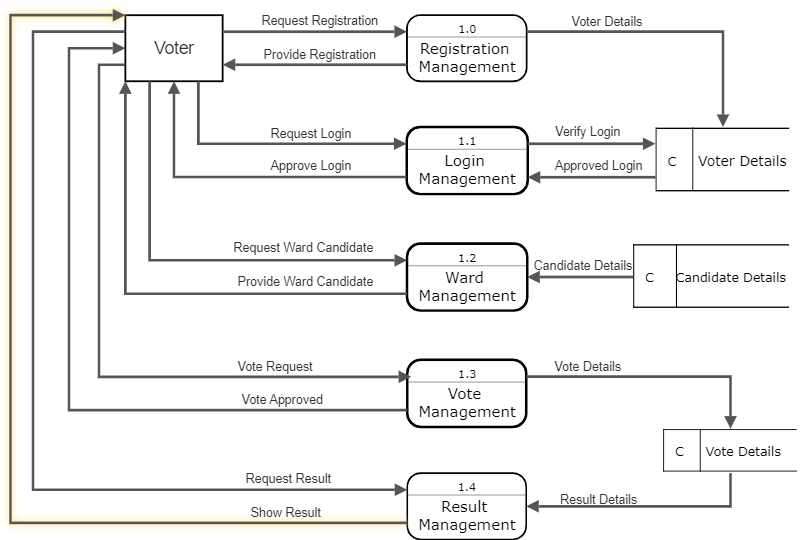 Request Registration
1.0
Voter Details
Voter
Provide Registration
Registration
Management
Request Login
1.1
Verify Login
Approve Login
Login
Management
Approved Login
C
Voter Details
Request Ward Candidate
1.2
Candidate Details
Provide Ward Candidate
Ward
Management
C
Candidate Details
Vote Request
1.3
Vote Details
Vote Approved
Vote
Management
C
Vote Details
Request Result
1.4
Result Details
Show Result
Result
Management